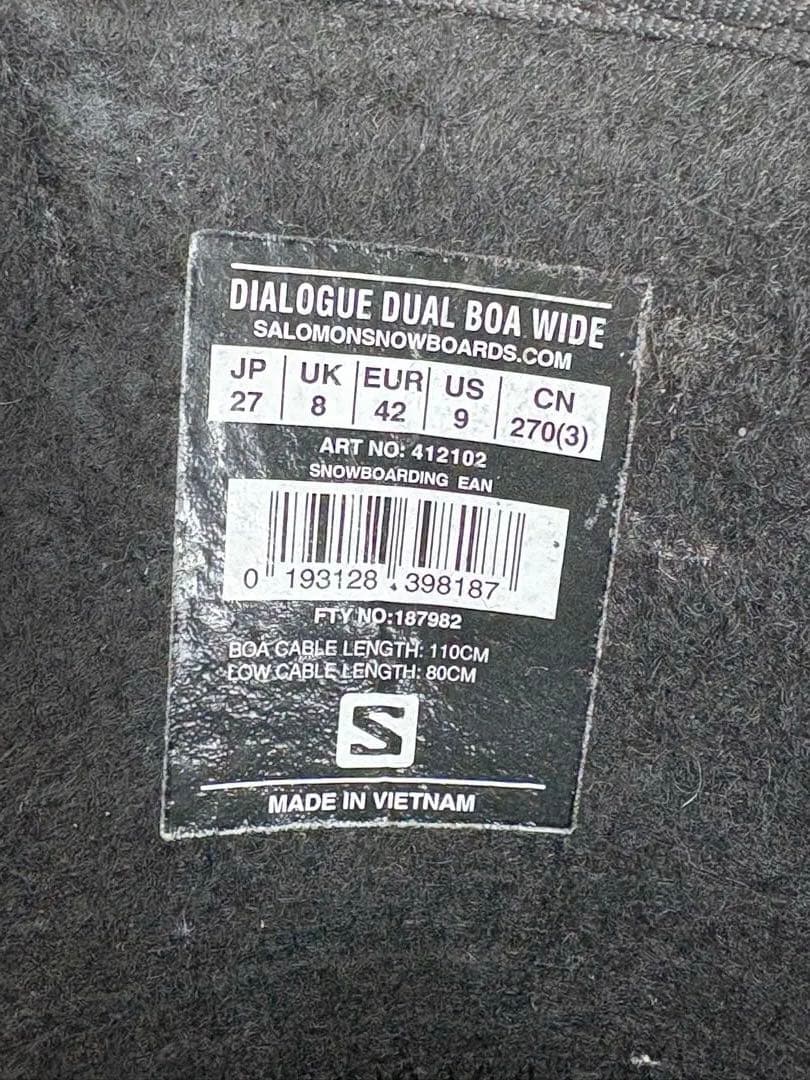 DIALOGUE DUAL BOA WIDE
SALOMONSNOWBOARDS.COM
JP UK EUR US CN
27 8 42 9 270(3)
ART NO: 412102
SNOWBOARDING EAN
0 193128 398187
FTY NO:187982
BOA CABLE LENGTH: 110CM
LOW CABLE LENGTH: 80CM
S
MADE IN VIETNAM